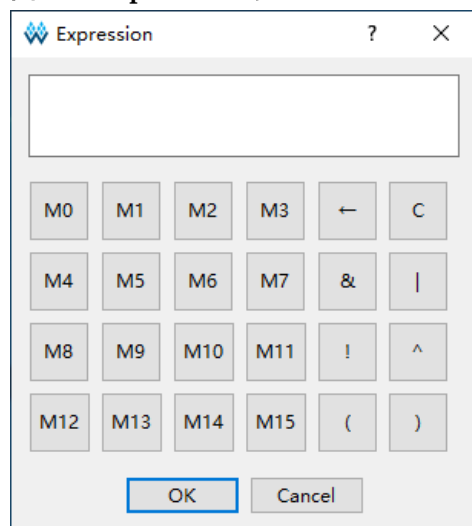 Expression ? ×
M0 M1 M2 M3 ← C
M4 M5 M6 M7 & |
M8 M9 M10 M11 ! ^
M12 M13 M14 M15 ( )
OK Cancel